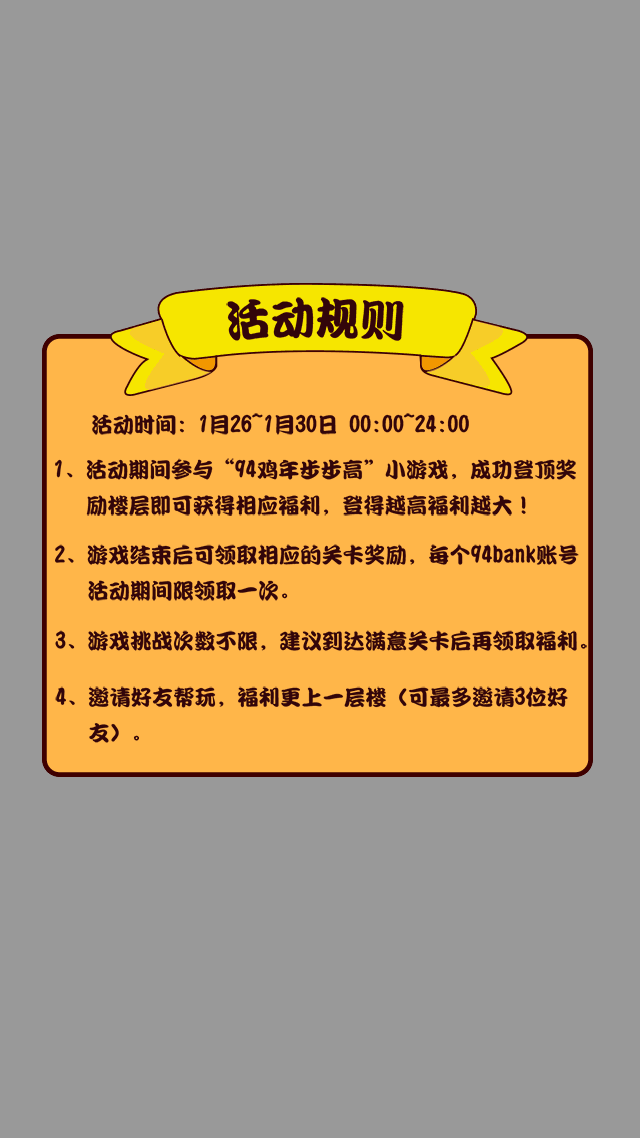 活动规则
活动时间：1月26~1月30日 00:00~24:00
1、活动期间参与“94鸡年步步高”小游戏，成功登顶奖
励楼层即可获得相应福利，登得越高福利越大！
2、游戏结束后可领取相应的关卡奖励，每个94bank账号
活动期间限领取一次。
3、游戏挑战次数不限，建议到达满意关卡后再领取福利。
4、邀请好友帮玩，福利更上一层楼（可最多邀请3位好
友）。